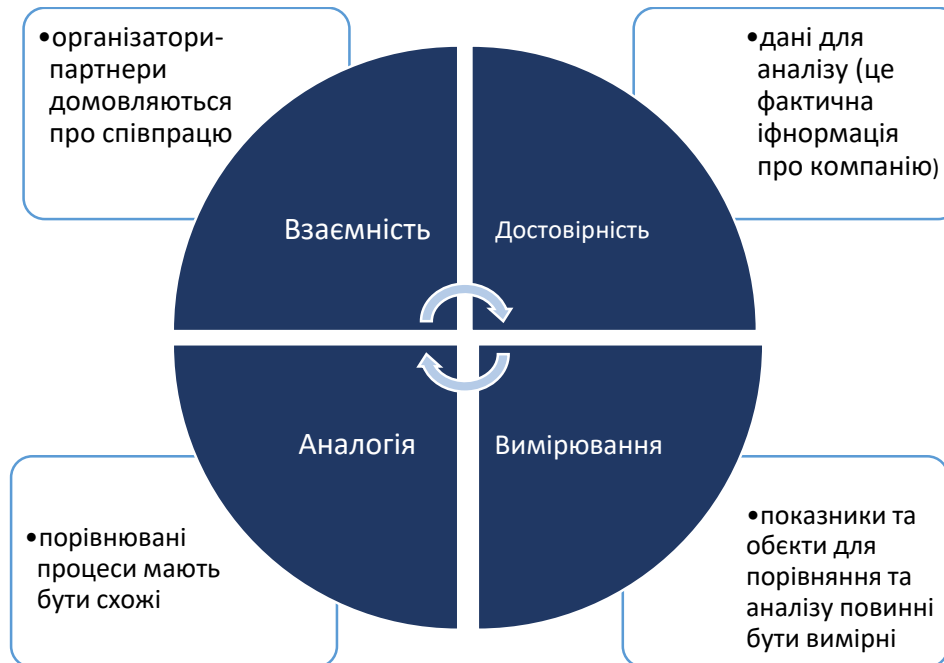 •організатори-
партнери
домовляються
про співпрацю
•дані для
аналізу (це
фактична
іфнормація
про компанію)
Взаємність
Достовірність
Аналогія
Вимірювання
•порівнювані
процеси мають
бути схожі
•показники та
обєкти для
порівняння та
аналізу повинні
бути вимірні